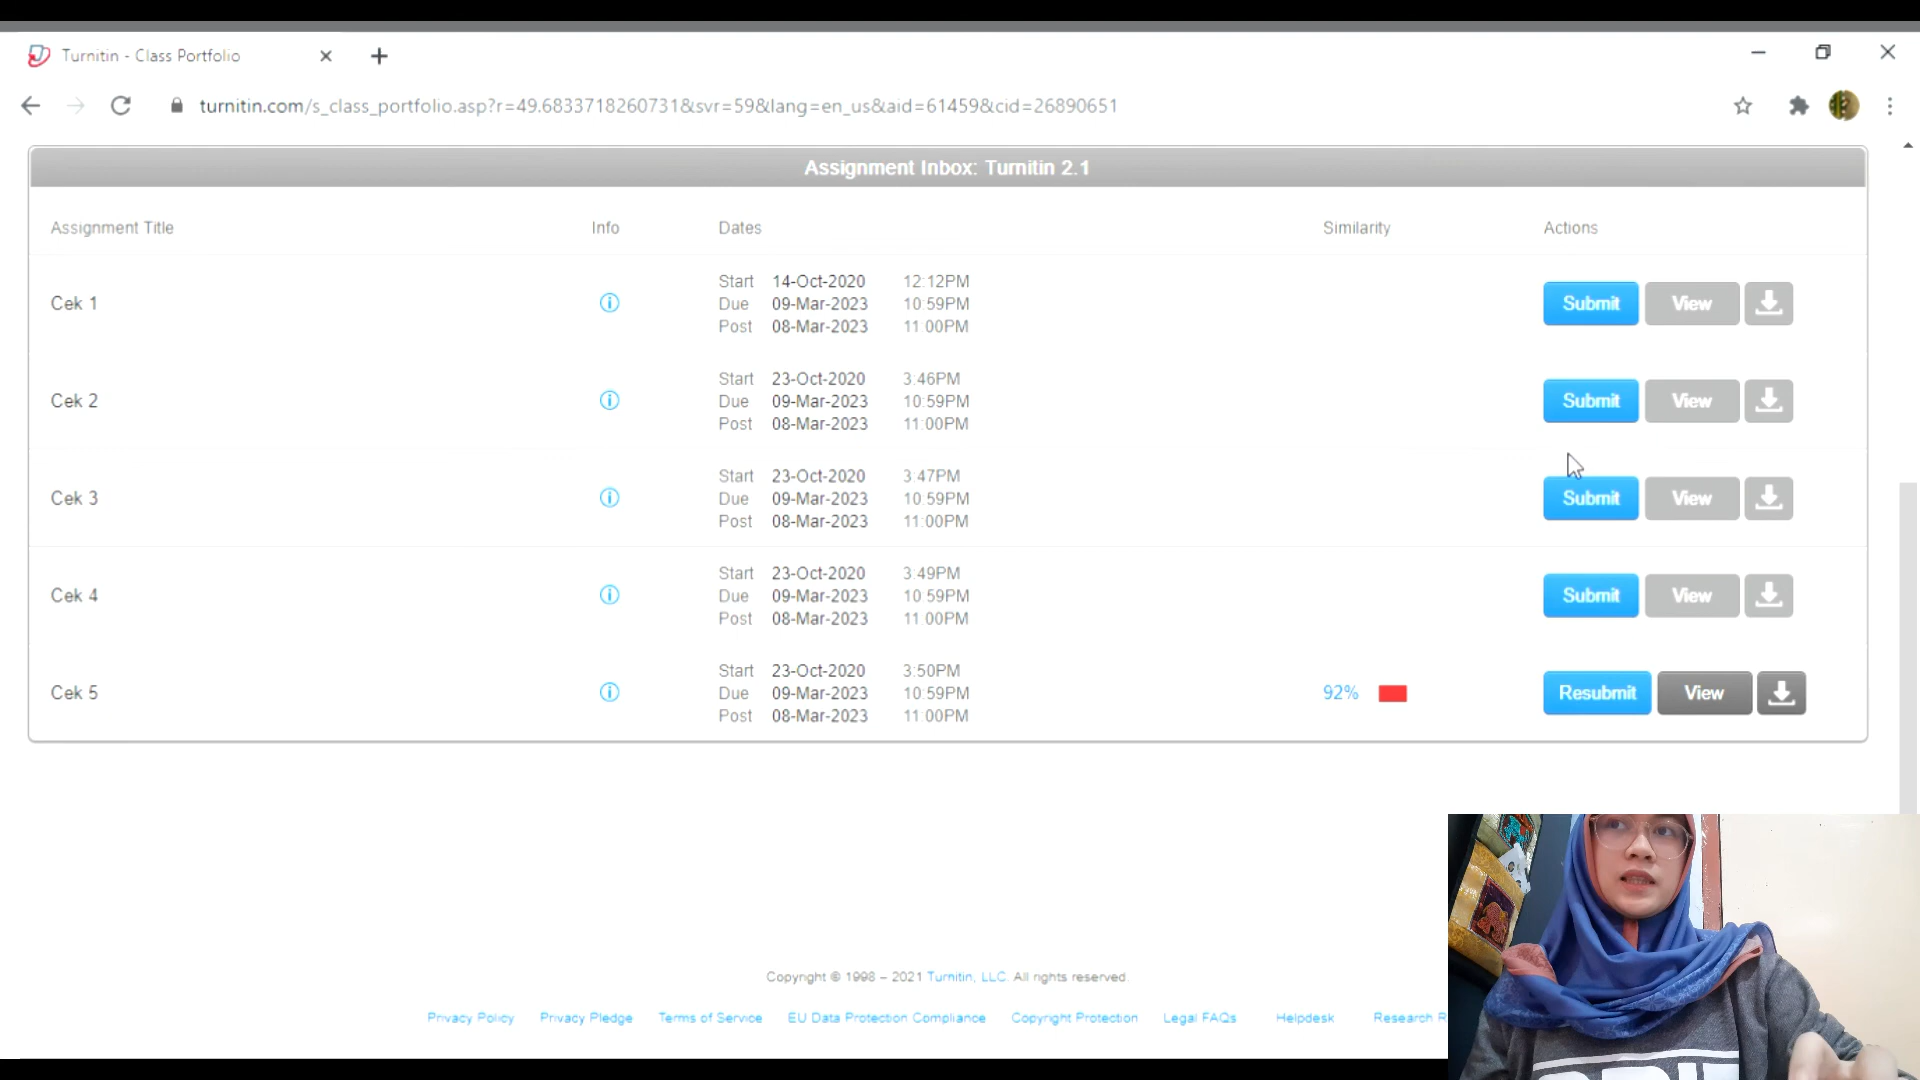 Turnitin - Class Portfolio
turnitin.com/s_class_portfolio.asp?r=49.6833718260731&svr=59&lang=en_us&aid=61459&cid=26890651
Assignment Inbox: Turnitin 2.1
Assignment Title Info Dates Similarity Actions
Start 14-Oct-2020 12:12PM
Cek 1 Due 09-Mar-2023 10:59PM Submit View
Post 08-Mar-2023 11:00PM
Start 23-Oct-2020 3:46PM
Cek 2 Due 09-Mar-2023 10:59PM Submit View
Post 08-Mar-2023 11:00PM
Start 23-Oct-2020 3:47PM
Cek 3 Due 09-Mar-2023 10:59PM Submit View
Post 08-Mar-2023 11:00PM
Start 23-Oct-2020 3:49PM
Cek 4 Due 09-Mar-2023 10:59PM Submit View
Post 08-Mar-2023 11:00PM
Start 23-Oct-2020 3:50PM
Cek 5 Due 09-Mar-2023 10:59PM 92% Resubmit View
Post 08-Mar-2023 11:00PM
Copyright © 1998 – 2021 Turnitin, LLC. All rights reserved.
Privacy Policy Privacy Pledge Terms of Service EU Data Protection Compliance Copyright Protection Legal FAQs Helpdesk Research